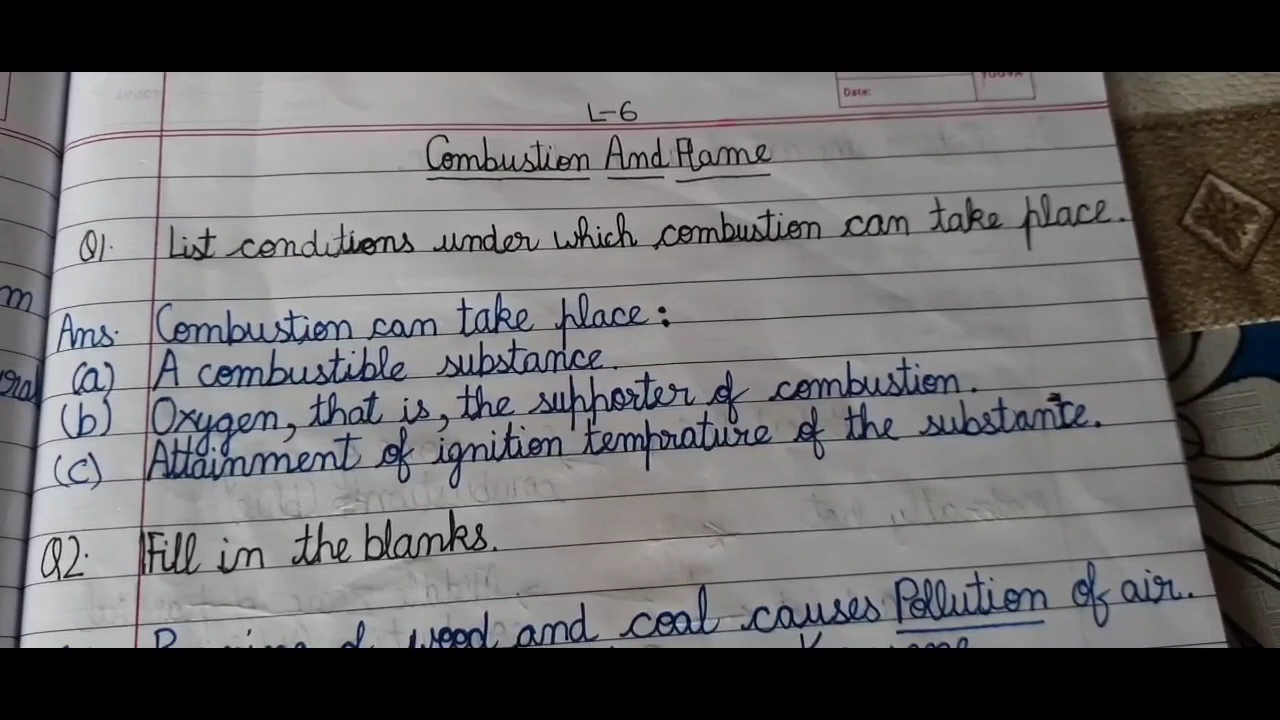 Date:
L-6
Combustion And Flame
Q1. List conditions under which combustion can take place.
Ans. Combustion can take place:
(a) A combustible substance.
(b) Oxygen, that is, the supporter of combustion.
(c) Attainment of ignition temprature of the substance.
Q2. Fill in the blanks.
of wood and coal causes Pollution of air.